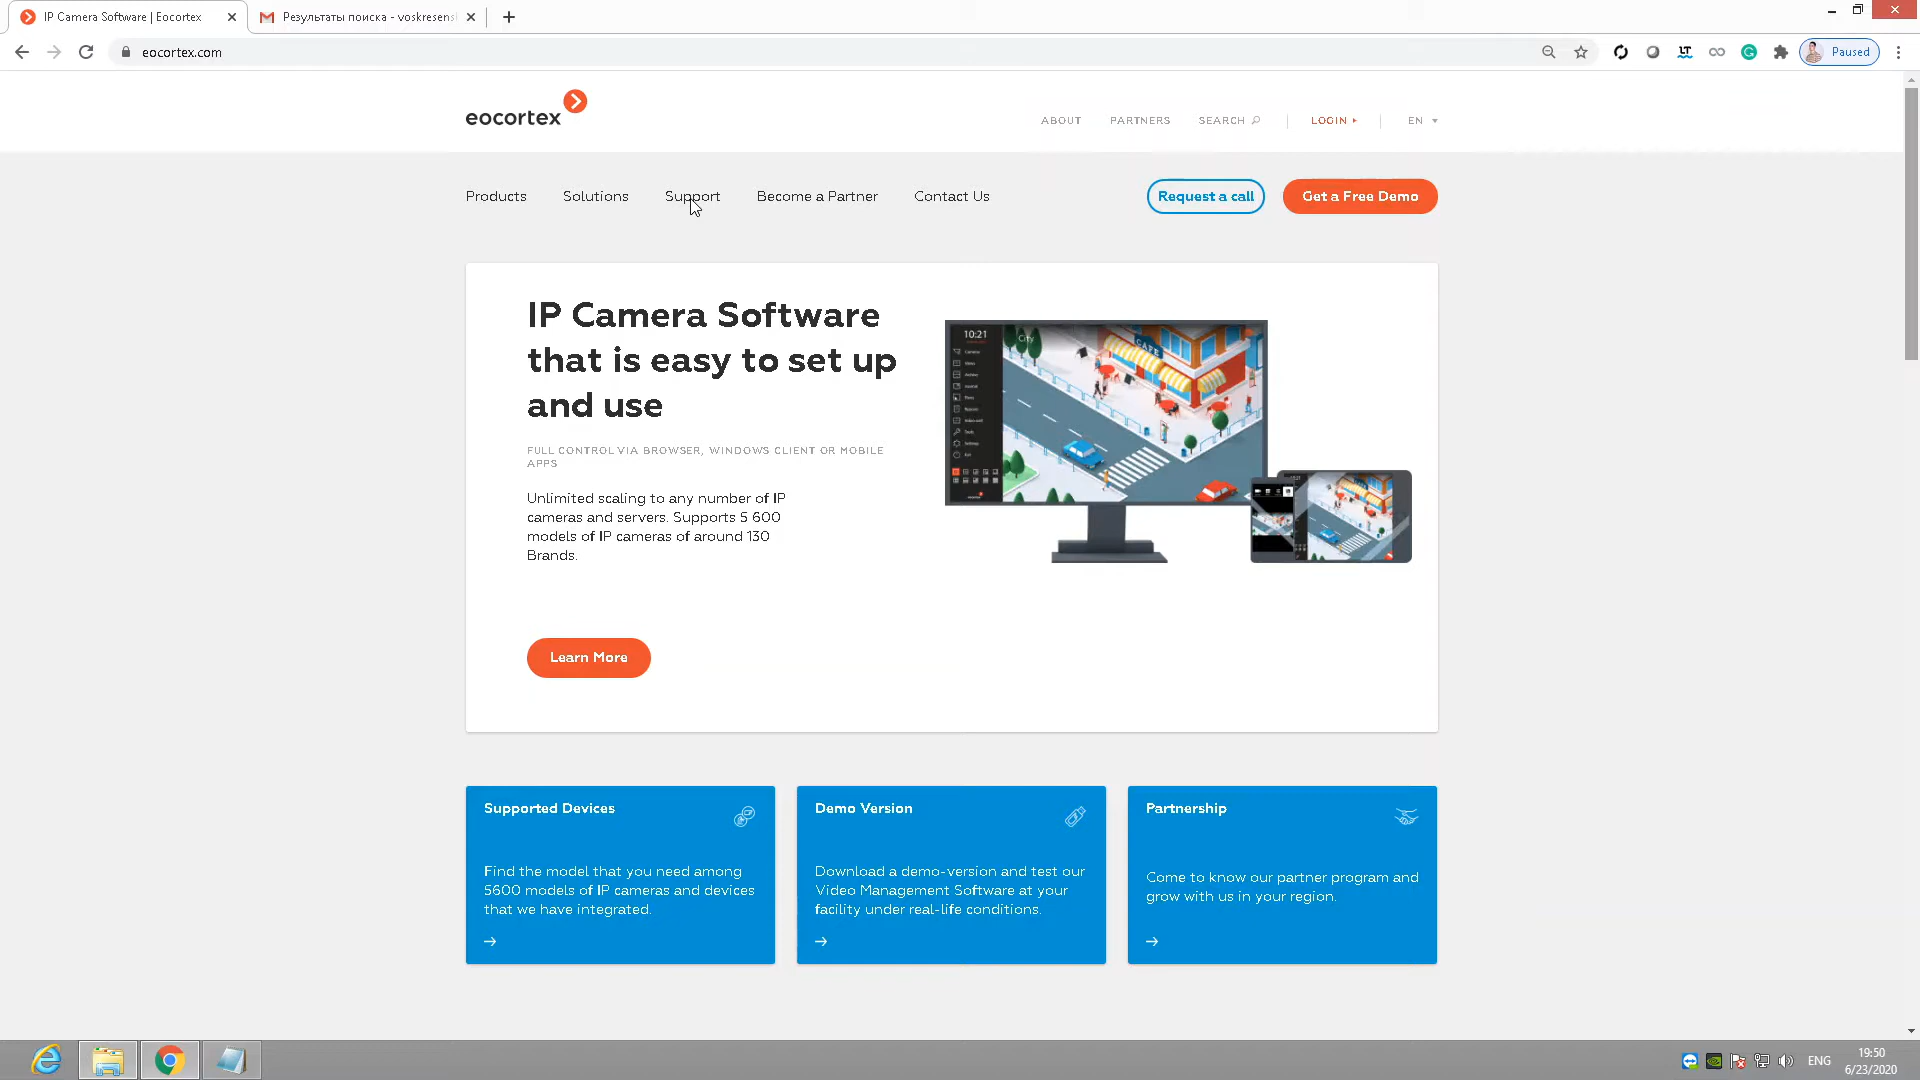 IP Camera Software | Eocortex
Результаты поиска - voskresensk
eocortex.com
Paused
eocortex
ABOUT
PARTNERS
SEARCH
LOGIN
EN
Products
Solutions
Support
Become a Partner
Contact Us
Request a call
Get a Free Demo
IP Camera Software
that is easy to set up
and use
FULL CONTROL VIA BROWSER, WINDOWS CLIENT OR MOBILE
APPS
Unlimited scaling to any number of IP
cameras and servers. Supports 5 600
models of IP cameras of around 130
Brands.
Learn More
10:21
City
CAFE
Supported Devices
Find the model that you need among
5600 models of IP cameras and devices
that we have integrated.
Demo Version
Download a demo-version and test our
Video Management Software at your
facility under real-life conditions.
Partnership
Come to know our partner program and
grow with us in your region.
ENG
19:50
6/23/2020